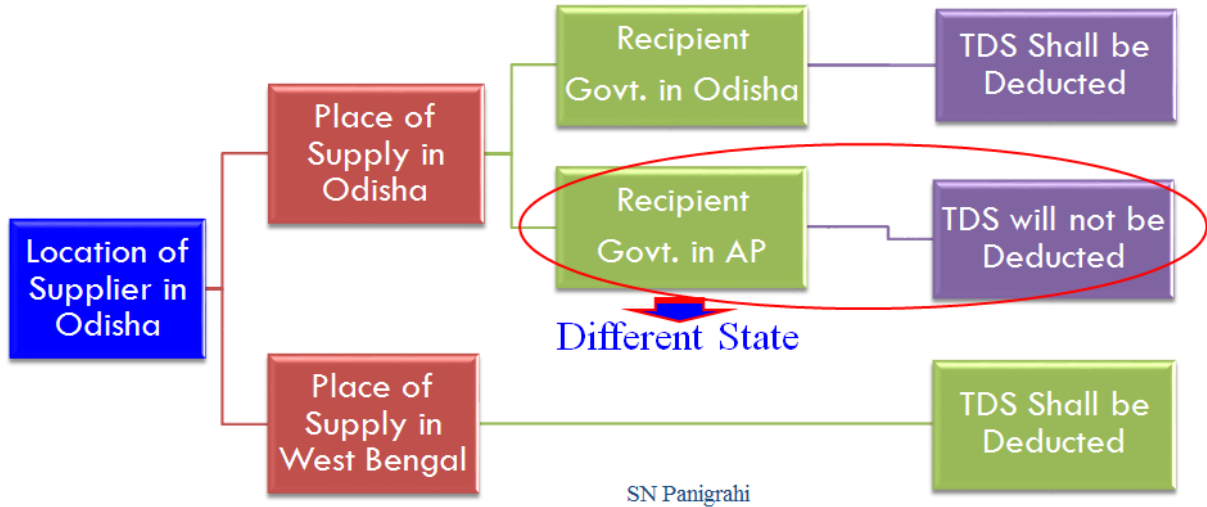 Location of
Supplier in
Odisha
Place of
Supply in
Odisha
Recipient
Govt. in Odisha
TDS Shall be
Deducted
Recipient
Govt. in AP
TDS will not be
Deducted
Different State
Place of
Supply in
West Bengal
TDS Shall be
Deducted
SN Panigrahi